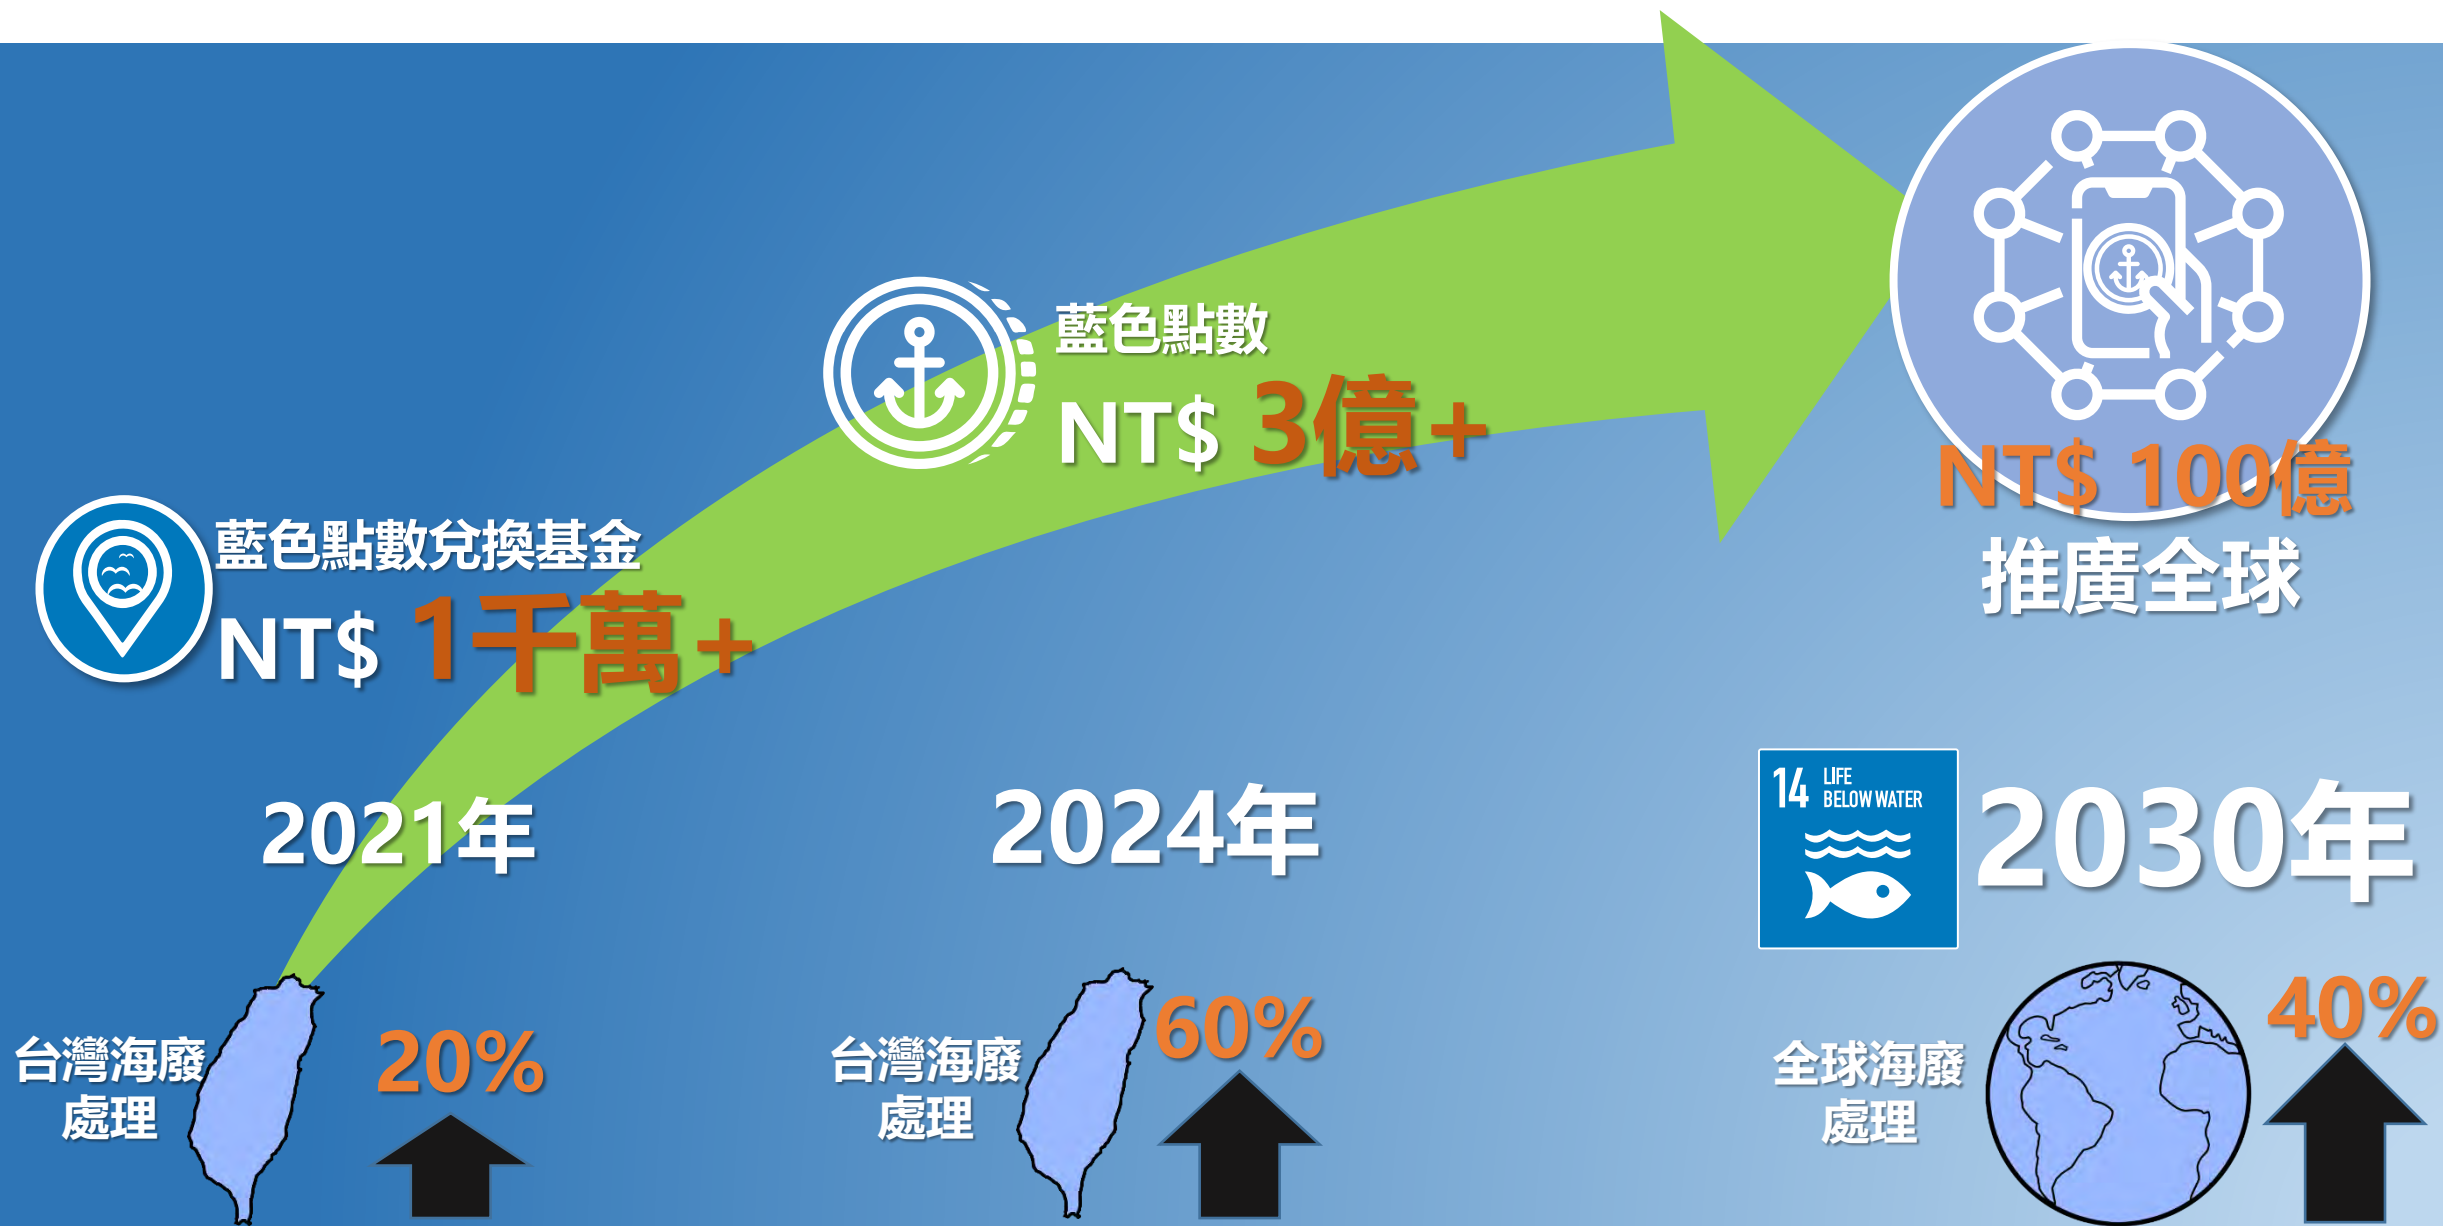 藍色點數兌換基金
NT$ 1千萬+
2021年
台灣海廢
處理
20%
藍色點數
NT$ 3億+
2024年
台灣海廢
處理
60%
NT$ 100億
推廣全球
14 LIFE
BELOW WATER
2030年
全球海廢
處理
40%